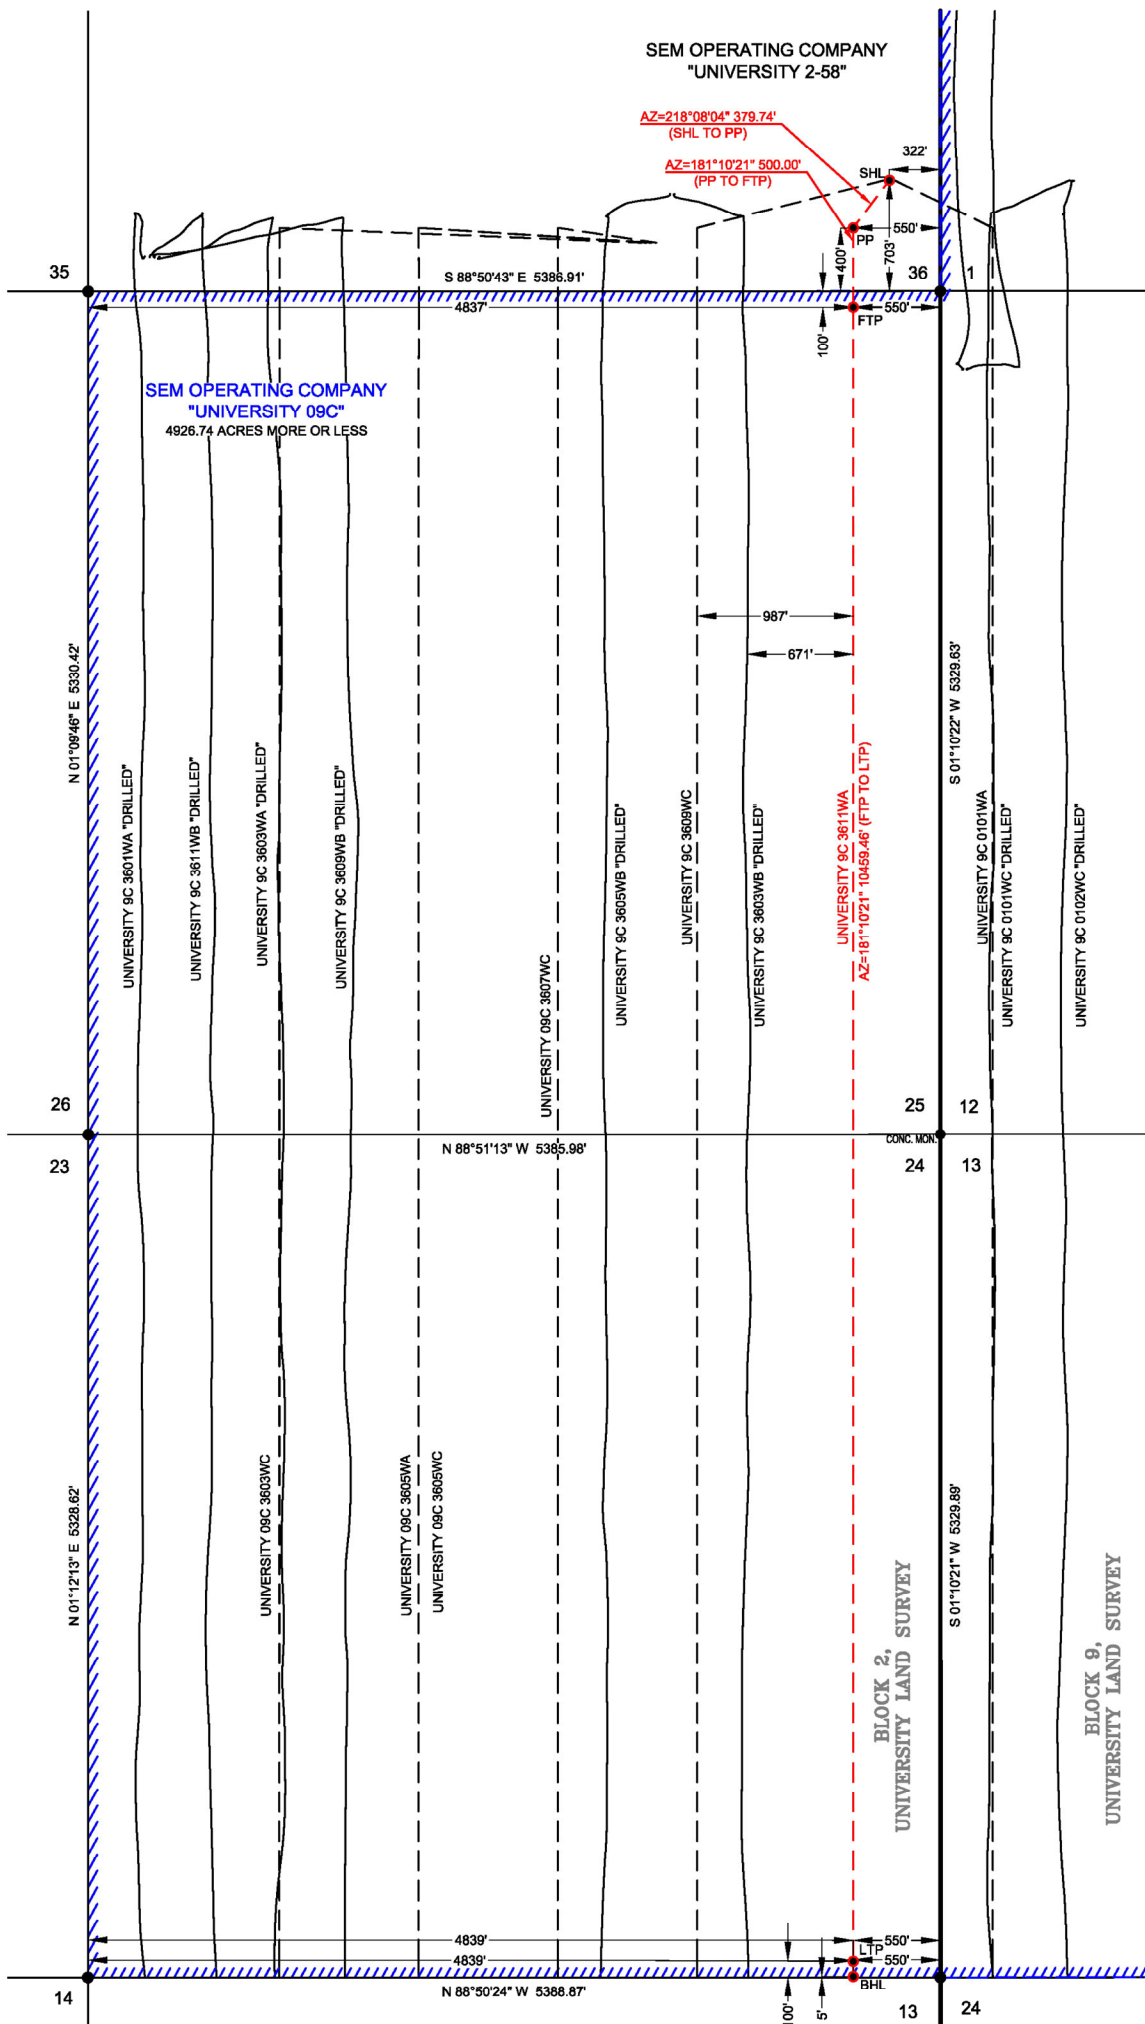 SEM OPERATING COMPANY
"UNIVERSITY 2-58"
AZ=218°08'04" 379.74'
(SHL TO PP)
322'
AZ=181°10'21" 500.00'
(PP TO FTP)
SHL
PP
550'
400'
703'
35
S 88°50'43" E 5386.91'
36
1
4837'
550'
FTP
100'
SEM OPERATING COMPANY
"UNIVERSITY 09C"
4926.74 ACRES MORE OR LESS
987'
671'
N 01°09'46" E 5330.42'
S 01°10'22" W 5329.63'
UNIVERSITY 9C 3601WA "DRILLED"
UNIVERSITY 9C 3611WB "DRILLED"
UNIVERSITY 9C 3603WA "DRILLED"
UNIVERSITY 9C 3609WB "DRILLED"
UNIVERSITY 09C 3607WC
UNIVERSITY 9C 3605WB "DRILLED"
UNIVERSITY 9C 3609WC
UNIVERSITY 9C 3603WB "DRILLED"
UNIVERSITY 9C 3611WA
AZ=181°10'21" 10459.46' (FTP TO LTP)
UNIVERSITY 9C 0101WA
UNIVERSITY 9C 0101WC "DRILLED"
UNIVERSITY 9C 0102WC "DRILLED"
26
25
12
N 88°51'13" W 5385.98'
CONC. MON.
23
24
13
N 01°12'13" E 5328.62'
UNIVERSITY 09C 3603WC
UNIVERSITY 09C 3605WA
UNIVERSITY 09C 3605WC
S 01°10'21" W 5329.89'
BLOCK 2,
UNIVERSITY LAND SURVEY
BLOCK 9,
UNIVERSITY LAND SURVEY
4839'
550'
LTP
4839'
550'
BHL
14
N 88°50'24" W 5388.87'
100'
5'
13
24